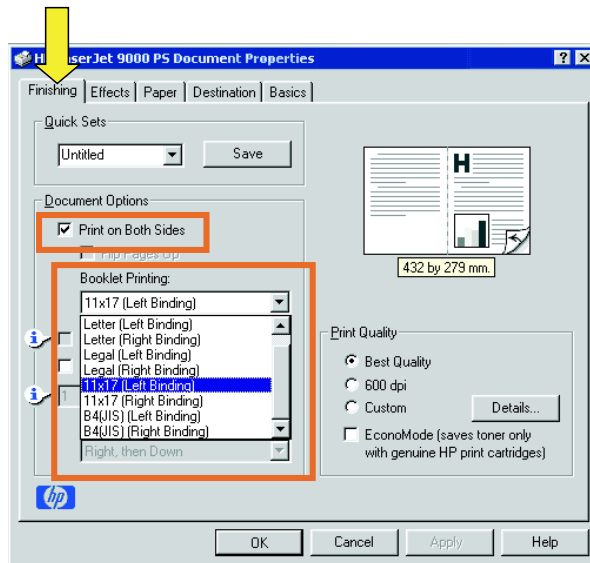 HP LaserJet 9000 PS Document Properties
Finishing
Effects
Paper
Destination
Basics
Quick Sets
Untitled
Save
Document Options
Print on Both Sides
Flip Pages Up
Booklet Printing:
11x17 (Left Binding)
Letter (Left Binding)
Letter (Right Binding)
Legal (Left Binding)
Legal (Right Binding)
11x17 (Left Binding)
11x17 (Right Binding)
B4(JIS) (Left Binding)
B4(JIS) (Right Binding)
1
Right, then Down
H
432 by 279 mm.
Print Quality
Best Quality
600 dpi
Custom
Details...
EconoMode (saves toner only
with genuine HP print cartridges)
hp
OK
Cancel
Apply
Help